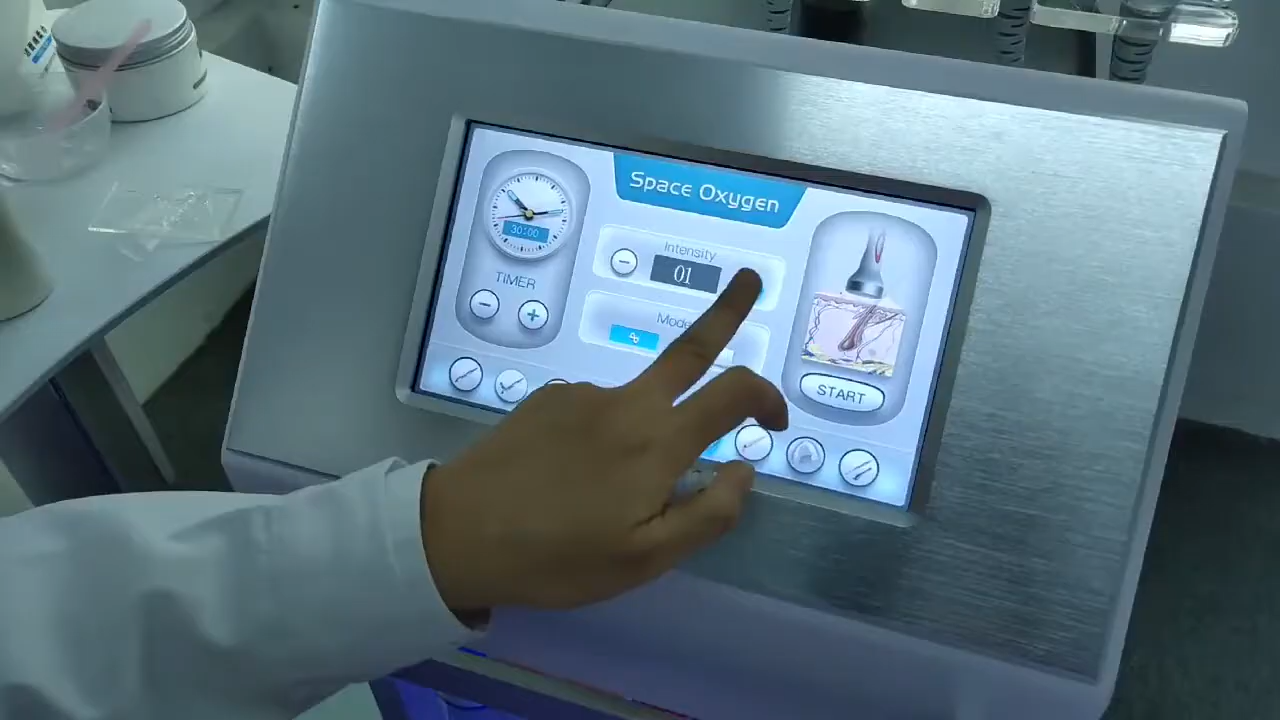 Space Oxygen
30:00
TIMER
Intensity
01
Mode
START